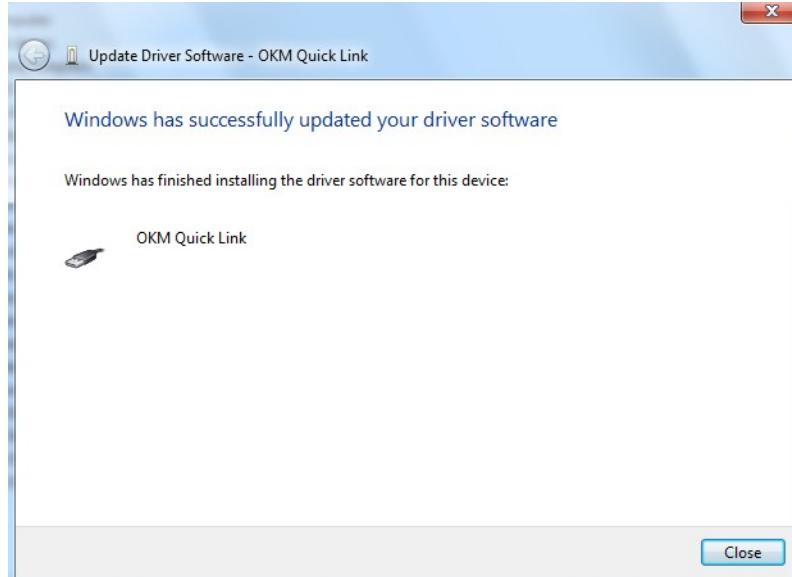 Update Driver Software - OKM Quick Link
Windows has successfully updated your driver software
Windows has finished installing the driver software for this device:
OKM Quick Link
Close